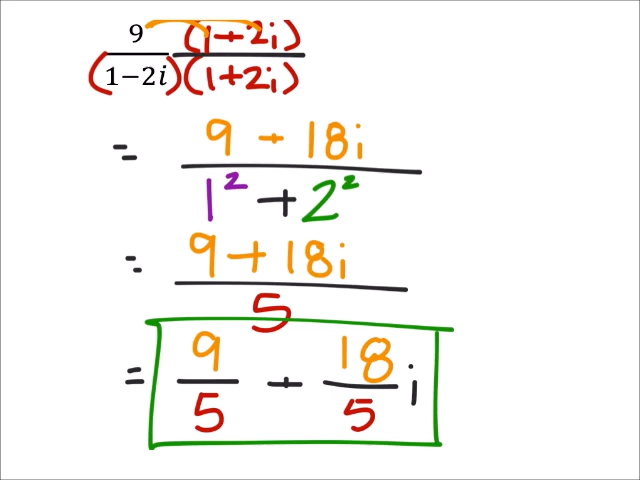 9 (1+2i)
(1-2i)(1+2i)
= 9 + 18i
1² + 2²
= 9 + 18i
5
= 9/5 + 18/5 i